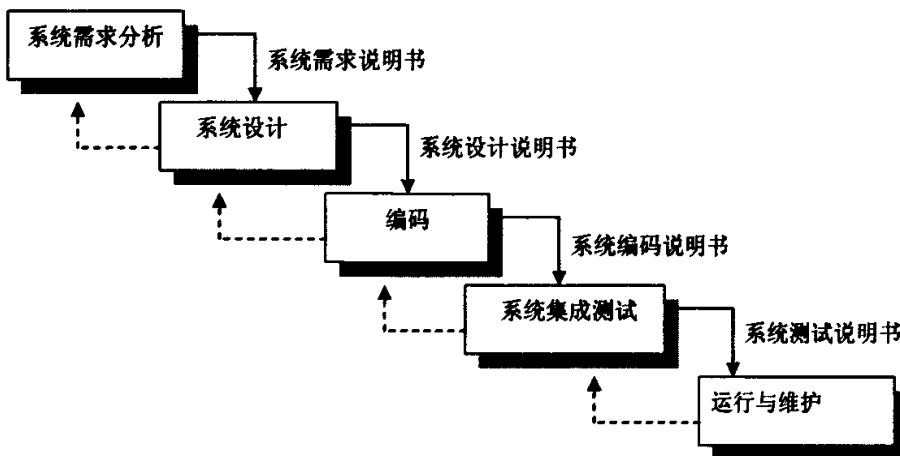 系统需求分析
系统需求说明书
系统设计
系统设计说明书
编码
系统编码说明书
系统集成测试
系统测试说明书
运行与维护